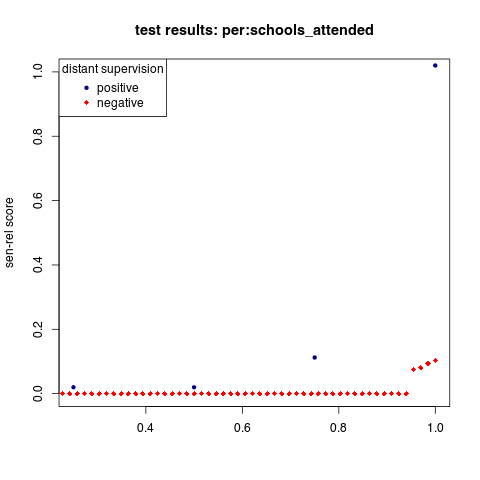 test results: per:schools_attended
distant supervision
positive
negative
sen-rel score
1.0
0.8
0.6
0.4
0.2
0.0
0.4 0.6 0.8 1.0